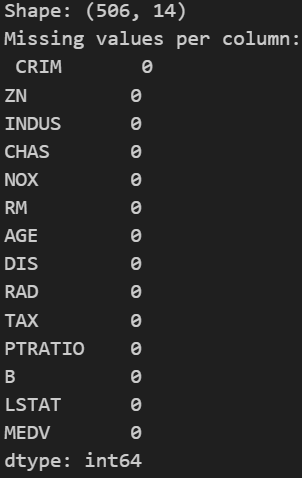 Shape: (506, 14)
Missing values per column:
 CRIM       0
ZN         0
INDUS      0
CHAS       0
NOX        0
RM         0
AGE        0
DIS        0
RAD        0
TAX        0
PTRATIO    0
B          0
LSTAT      0
MEDV       0
dtype: int64